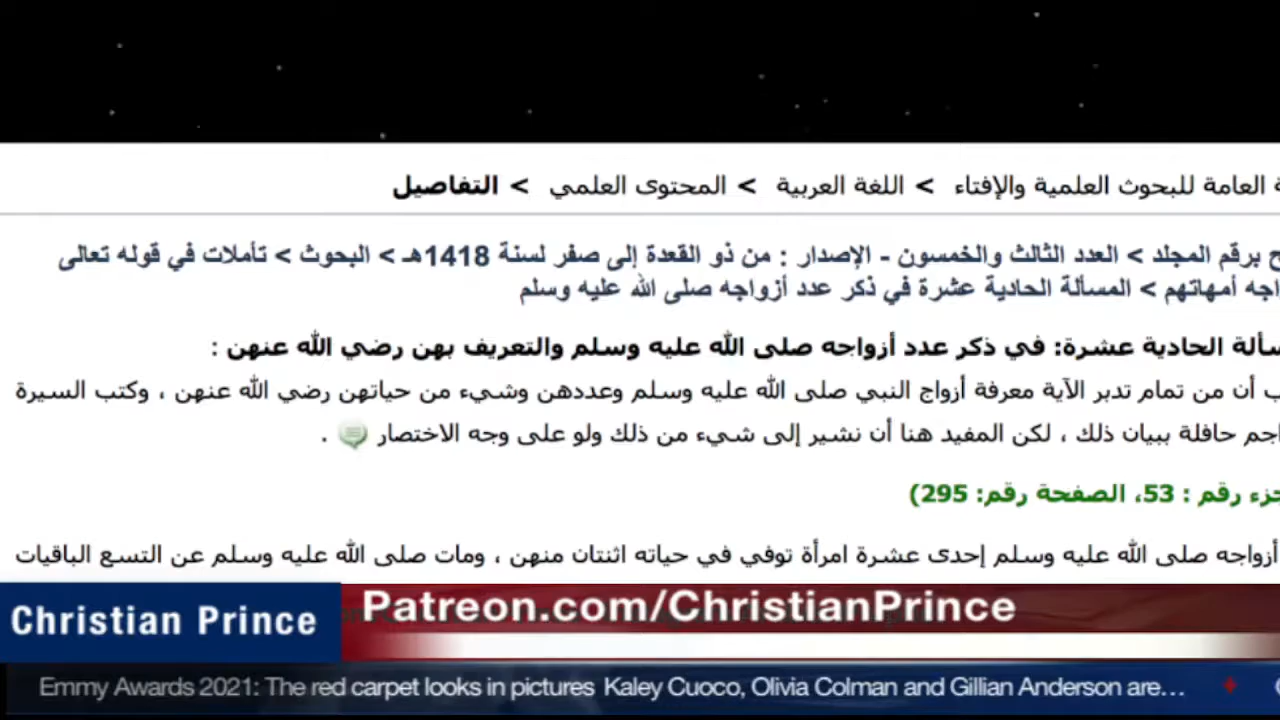 العامة للبحوث العلمية والإفتاء > اللغة العربية > المحتوى العلمي > التفاصيل
برقم المجلد > العدد الثالث والخمسون - الإصدار : من ذو القعدة إلى صفر لسنة 1418هـ > البحوث > تأملات في قوله تعالى
أمهاتهم > المسألة الحادية عشرة في ذكر عدد أزواجه صلى الله عليه وسلم
الحادية عشرة: في ذكر عدد أزواجه صلى الله عليه وسلم والتعريف بهن رضي الله عنهن :
أن من تمام تدبر الآية معرفة أزواج النبي صلى الله عليه وسلم وعددهن وشيء من حياتهن رضي الله عنهن ، وكتب السيرة
حافلة ببيان ذلك ، لكن المفيد هنا أن نشير إلى شيء من ذلك ولو على وجه الاختصار .
رقم : 53، الصفحة رقم: 295)
أزواجه صلى الله عليه وسلم إحدى عشرة امرأة توفي في حياته اثنتان منهن ، ومات صلى الله عليه وسلم عن التسع الباقيات
Christian Prince
Patreon.com/ChristianPrince
Emmy Awards 2021: The red carpet looks in pictures Kaley Cuoco, Olivia Colman and Gillian Anderson are...